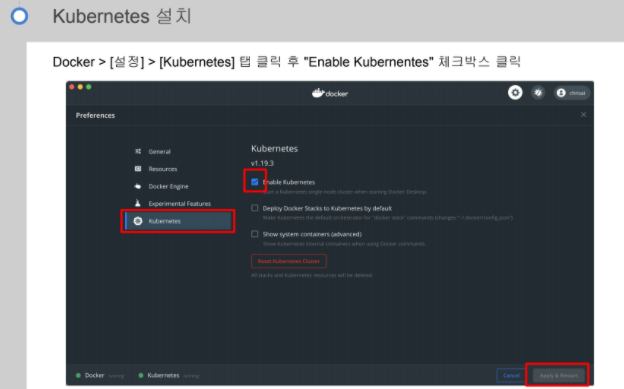 Kubernetes 설치
Docker > [설정] > [Kubernetes] 탭 클릭 후 "Enable Kubernentes" 체크박스 클릭
docker
Preferences
General
Resources
Docker Engine
Experimental Features
Kubernetes
Kubernetes
v1.19.3
Enable Kubernetes
Start a Kubernetes single-node cluster when starting Docker Desktop.
Deploy Docker Stacks to Kubernetes by default
Make Kubernetes the default orchestrator for "docker stack" commands (changes "~/.docker/config.json")
Show system containers (advanced)
Show Kubernetes internal containers when using Docker commands.
Reset Kubernetes Cluster
All stacks and Kubernetes resources will be deleted.
Docker running
Kubernetes running
Cancel
Apply & Restart